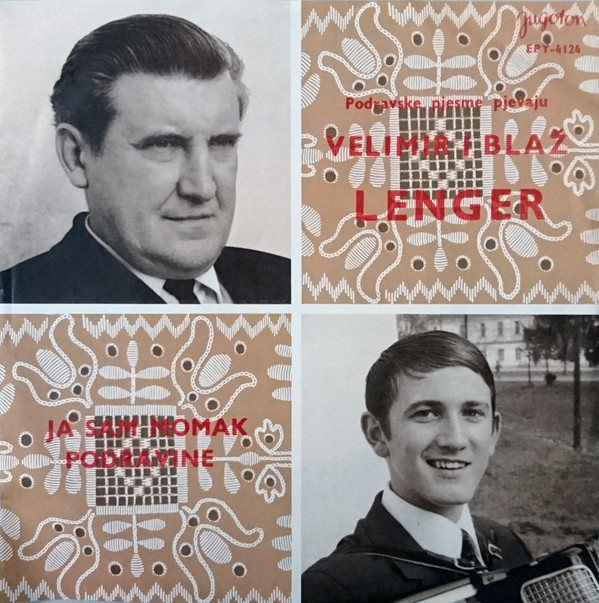 Jugoton
EPY-4124
Podravske pjesme pjevaju
VELIMIR I BLAŽ
LENGER
JA SAM MOMAK
PODRAVINE